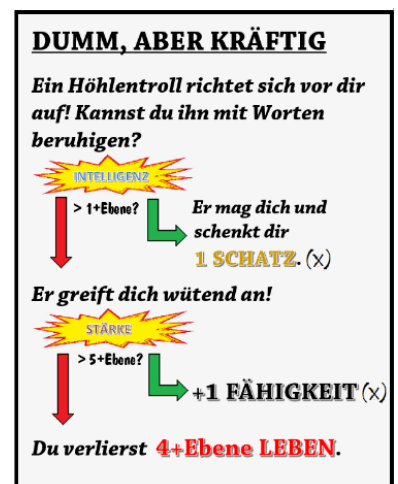 DUMM, ABER KRÄFTIG
Ein Höhlentroll richtet sich vor dir
auf! Kannst du ihn mit Worten
beruhigen?
INTELLIGENZ
> 1+Ebene?
Er mag dich und
schenkt dir
1 SCHATZ. (x)
Er greift dich wütend an!
STÄRKE
> 5+Ebene?
+1 FÄHIGKEIT (x)
Du verlierst 4+Ebene LEBEN.